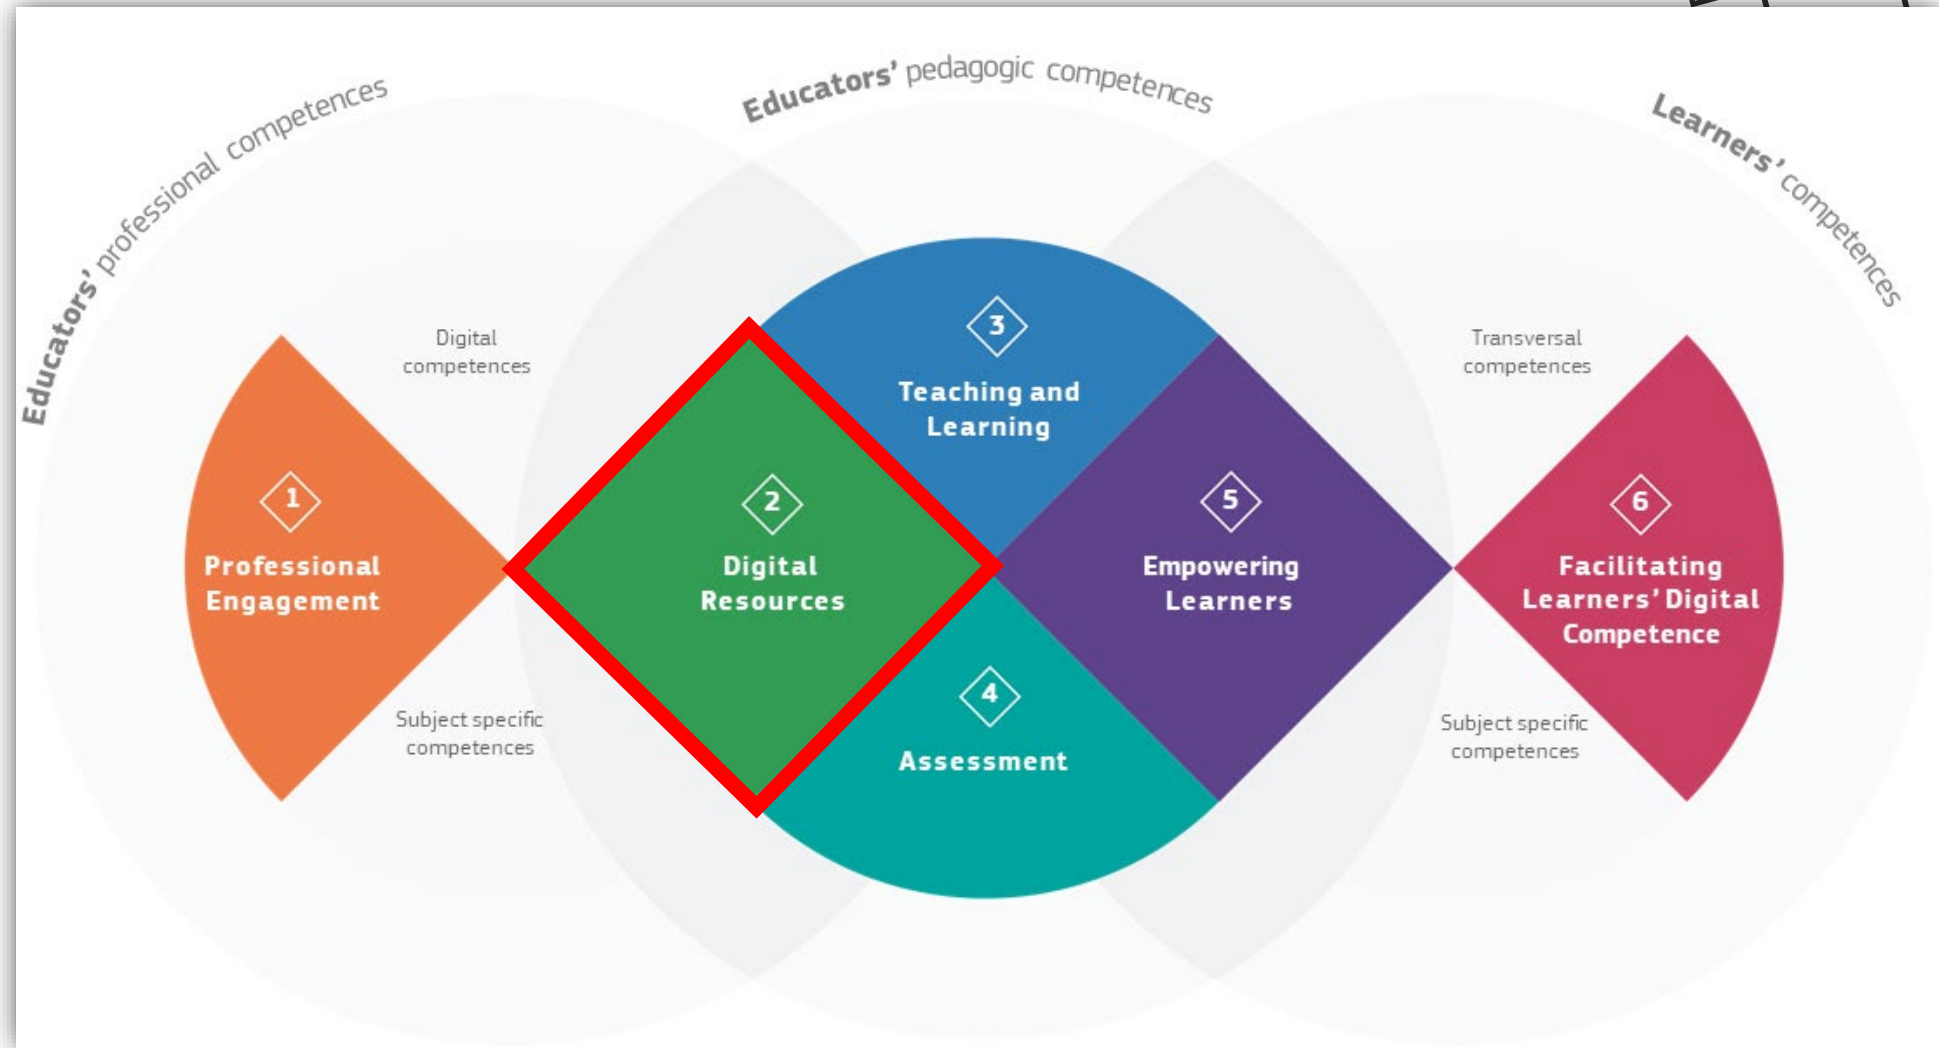 Educators' professional competences
Educators' pedagogic competences
Learners' competences
Digital
competences
Subject specific
competences
1
Professional
Engagement
2
Digital
Resources
3
Teaching and
Learning
4
Assessment
5
Empowering
Learners
Transversal
competences
Subject specific
competences
6
Facilitating
Learners' Digital
Competence